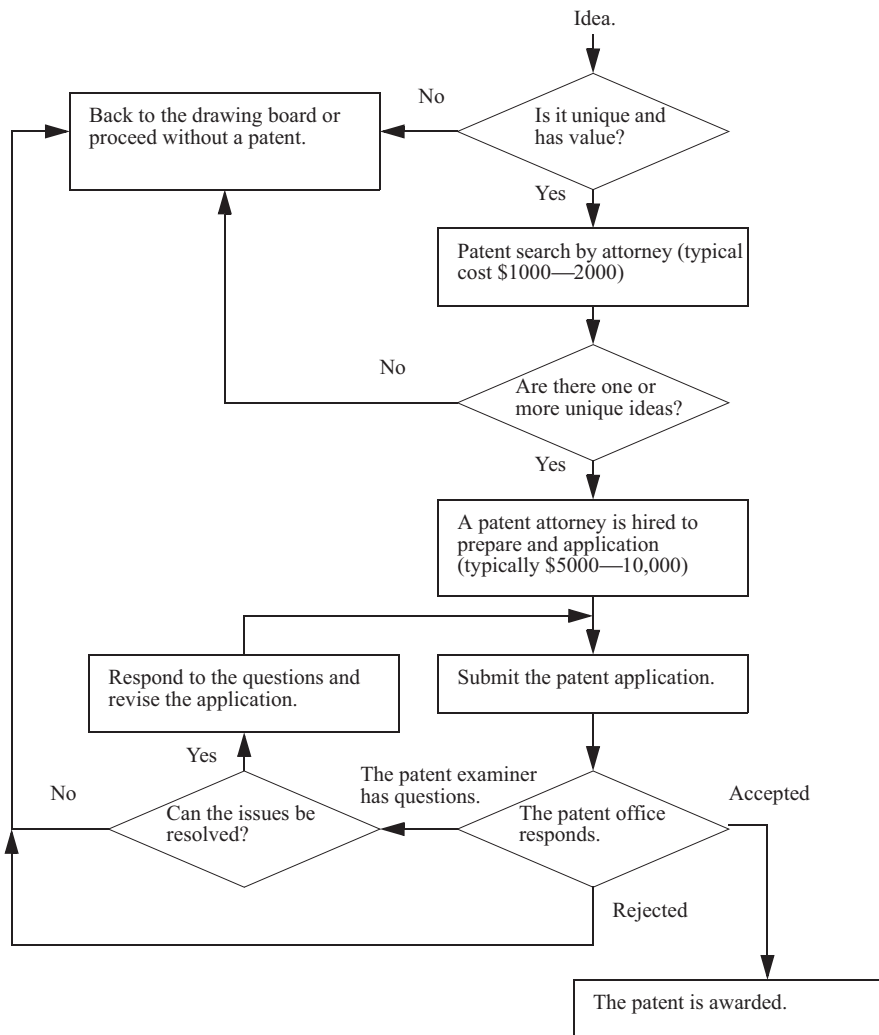 Idea.
No
Back to the drawing board or
proceed without a patent.
Is it unique and
has value?
Yes
Patent search by attorney (typical
cost $1000—2000)
No
Are there one or
more unique ideas?
Yes
A patent attorney is hired to
prepare and application
(typically $5000—10,000)
Respond to the questions and
revise the application.
Submit the patent application.
Yes
The patent examiner
has questions.
No
Accepted
Can the issues be
resolved?
The patent office
responds.
Rejected
The patent is awarded.